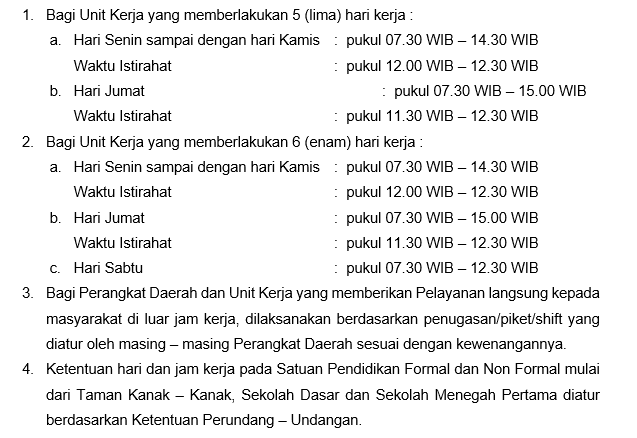 1. Bagi Unit Kerja yang memberlakukan 5 (lima) hari kerja :
a. Hari Senin sampai dengan hari Kamis : pukul 07.30 WIB – 14.30 WIB
Waktu Istirahat : pukul 12.00 WIB – 12.30 WIB
b. Hari Jumat : pukul 07.30 WIB – 15.00 WIB
Waktu Istirahat : pukul 11.30 WIB – 12.30 WIB
2. Bagi Unit Kerja yang memberlakukan 6 (enam) hari kerja :
a. Hari Senin sampai dengan hari Kamis : pukul 07.30 WIB – 14.30 WIB
Waktu Istirahat : pukul 12.00 WIB – 12.30 WIB
b. Hari Jumat : pukul 07.30 WIB – 15.00 WIB
Waktu Istirahat : pukul 11.30 WIB – 12.30 WIB
c. Hari Sabtu : pukul 07.30 WIB – 12.30 WIB
3. Bagi Perangkat Daerah dan Unit Kerja yang memberikan Pelayanan langsung kepada
masyarakat di luar jam kerja, dilaksanakan berdasarkan penugasan/piket/shift yang
diatur oleh masing – masing Perangkat Daerah sesuai dengan kewenangannya.
4. Ketentuan hari dan jam kerja pada Satuan Pendidikan Formal dan Non Formal mulai
dari Taman Kanak – Kanak, Sekolah Dasar dan Sekolah Menegah Pertama diatur
berdasarkan Ketentuan Perundang – Undangan.